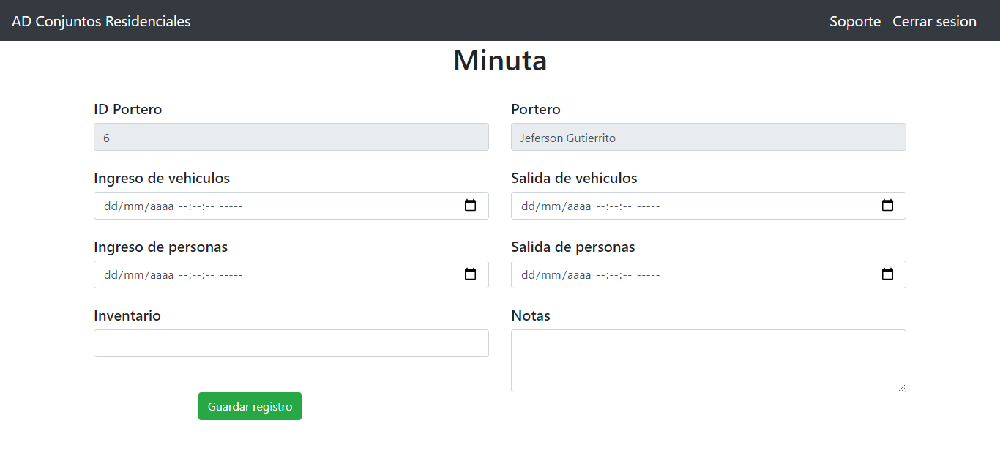 AD Conjuntos Residenciales Soporte Cerrar sesion
Minuta
ID Portero Portero
6 Jeferson Gutierrito
Ingreso de vehiculos Salida de vehiculos
dd/mm/aaaa --:--:-- ----- dd/mm/aaaa --:--:-- -----
Ingreso de personas Salida de personas
dd/mm/aaaa --:--:-- ----- dd/mm/aaaa --:--:-- -----
Inventario Notas
Guardar registro